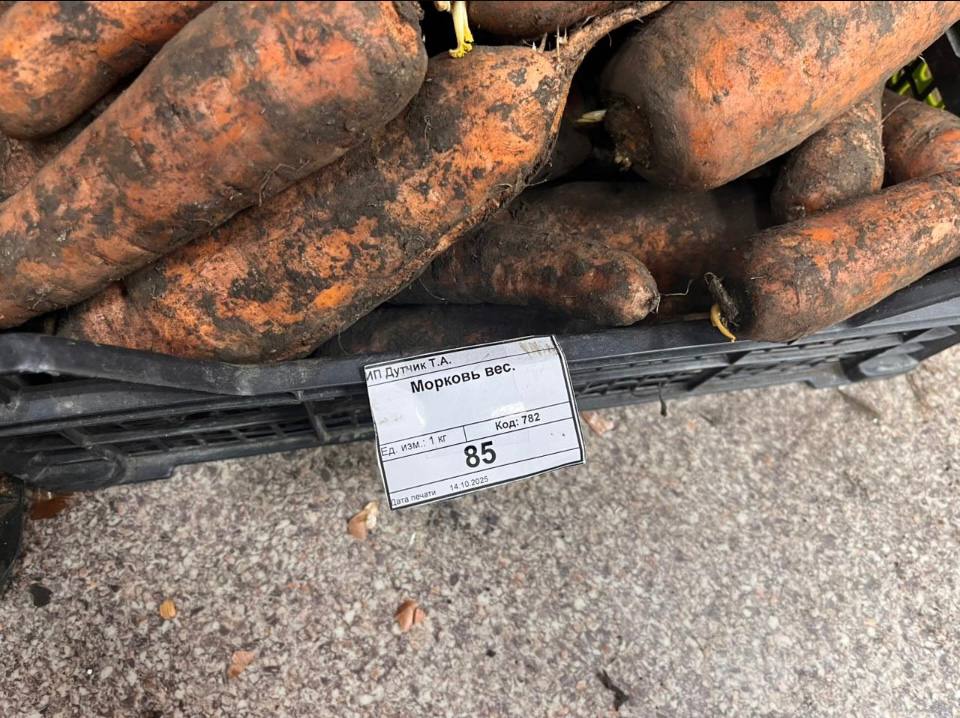 ИП Дутчик Т.А.
Морковь вес.
Код: 782
Ед. изм.: 1 кг
85
Дата печати 14.10.2025